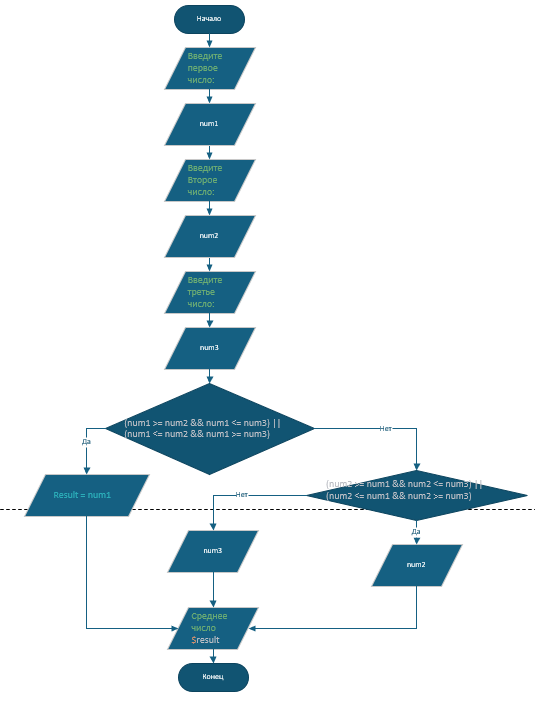 Начало
Введите
первое
число:
num1
Введите
Второе
число:
num2
Введите
третье
число:
num3
(num1 >= num2 && num1 <= num3) ||
(num1 <= num2 && num1 >= num3)
Да
Нет
Result = num1
(num2 >= num1 && num2 <= num3) ||
(num2 <= num1 && num2 >= num3)
Нет
Да
num3
num2
Среднее
число
$result
Конец